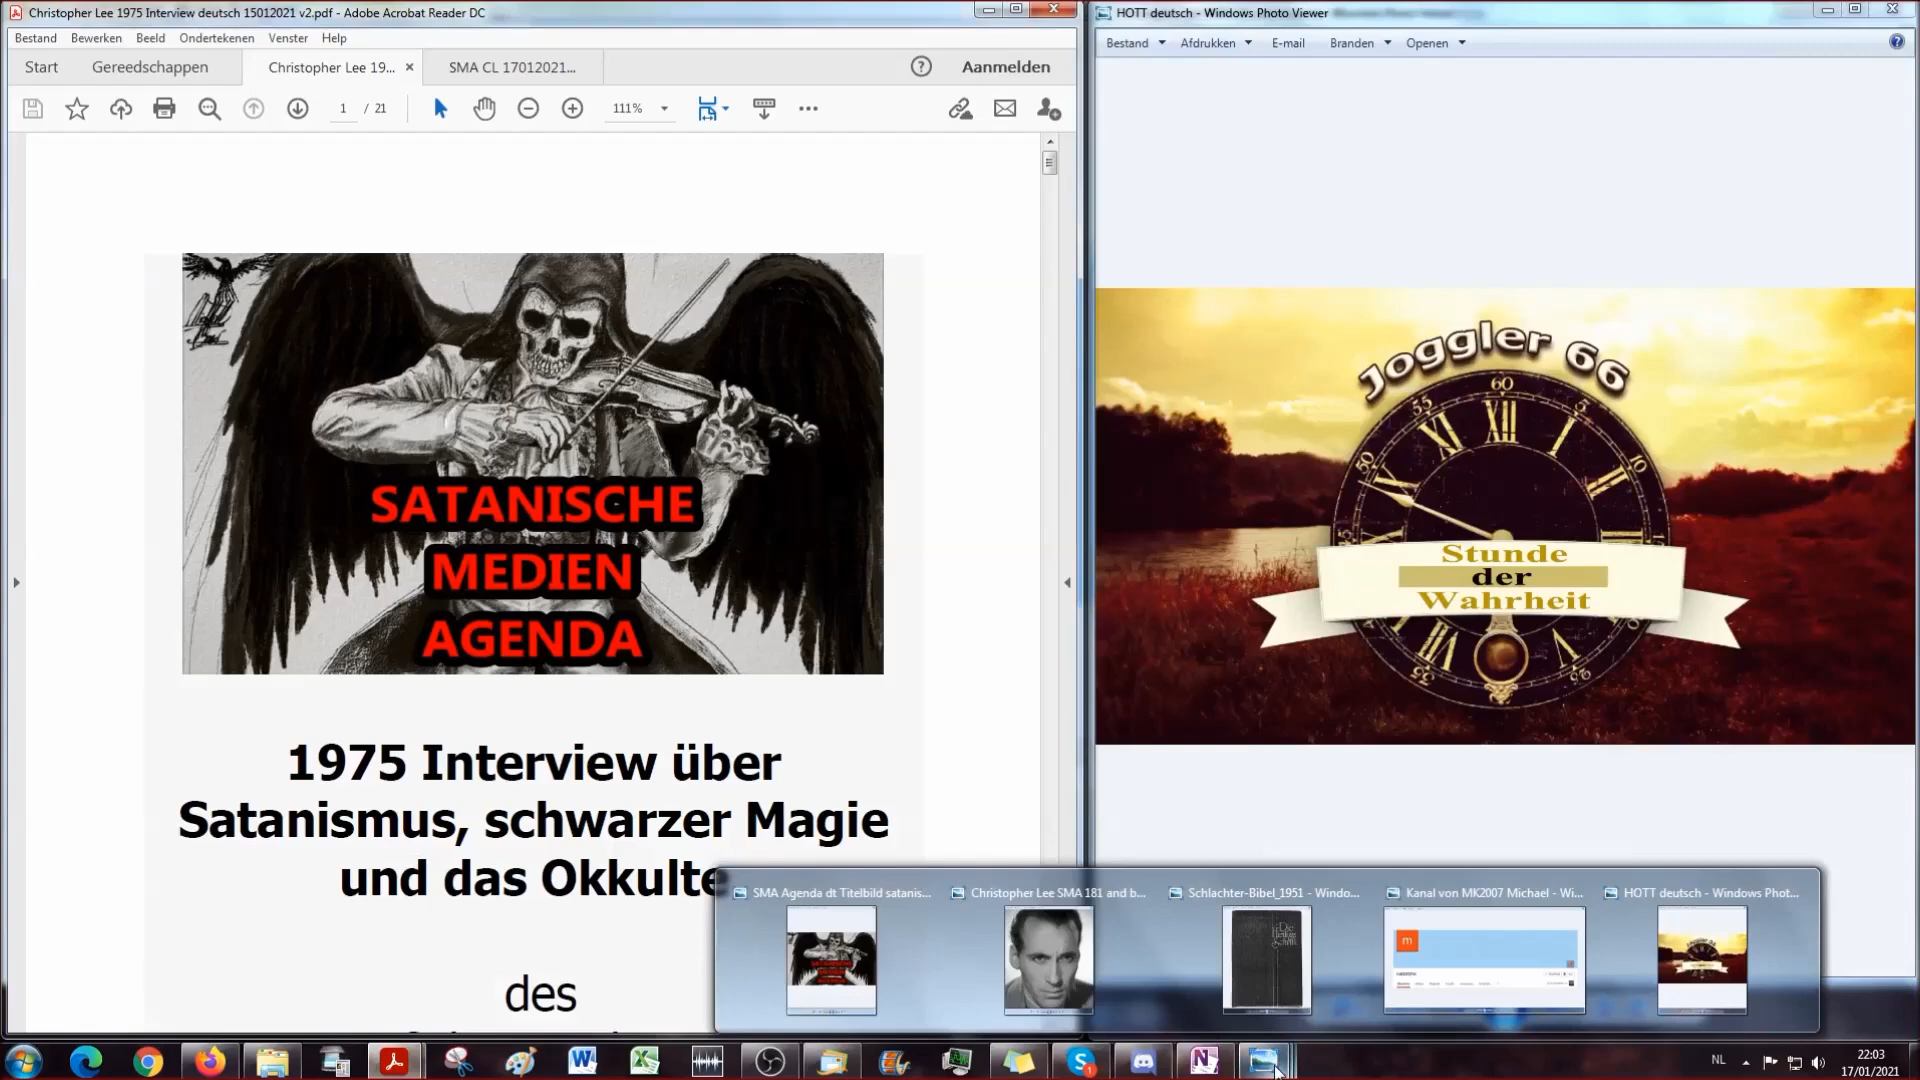 Christopher Lee 1975 Interview deutsch 15012021 v2.pdf - Adobe Acrobat Reader DC
Bestand Bewerken Beeld Ondertekenen Venster Help
Start Gereedschappen Christopher Lee 19... × SMA CL 17012021... Aanmelden
1 / 21 111%
SATANISCHE
MEDIEN
AGENDA
1975 Interview über
Satanismus, schwarzer Magie
und das Okkulte
des
HOTT deutsch - Windows Photo Viewer
Bestand Afdrukken E-mail Branden Openen
Joggler 66
60
55 5
50 10
XII
XI I
Stunde
der
Wahrheit
SMA Agenda dt Titelbild satanis...
Christopher Lee SMA 181 and b...
Schlachter-Bibel_1951 - Windo...
Kanal von MK2007 Michael - Wi...
HOTT deutsch - Windows Phot...
m
NL
22:03
17/01/2021